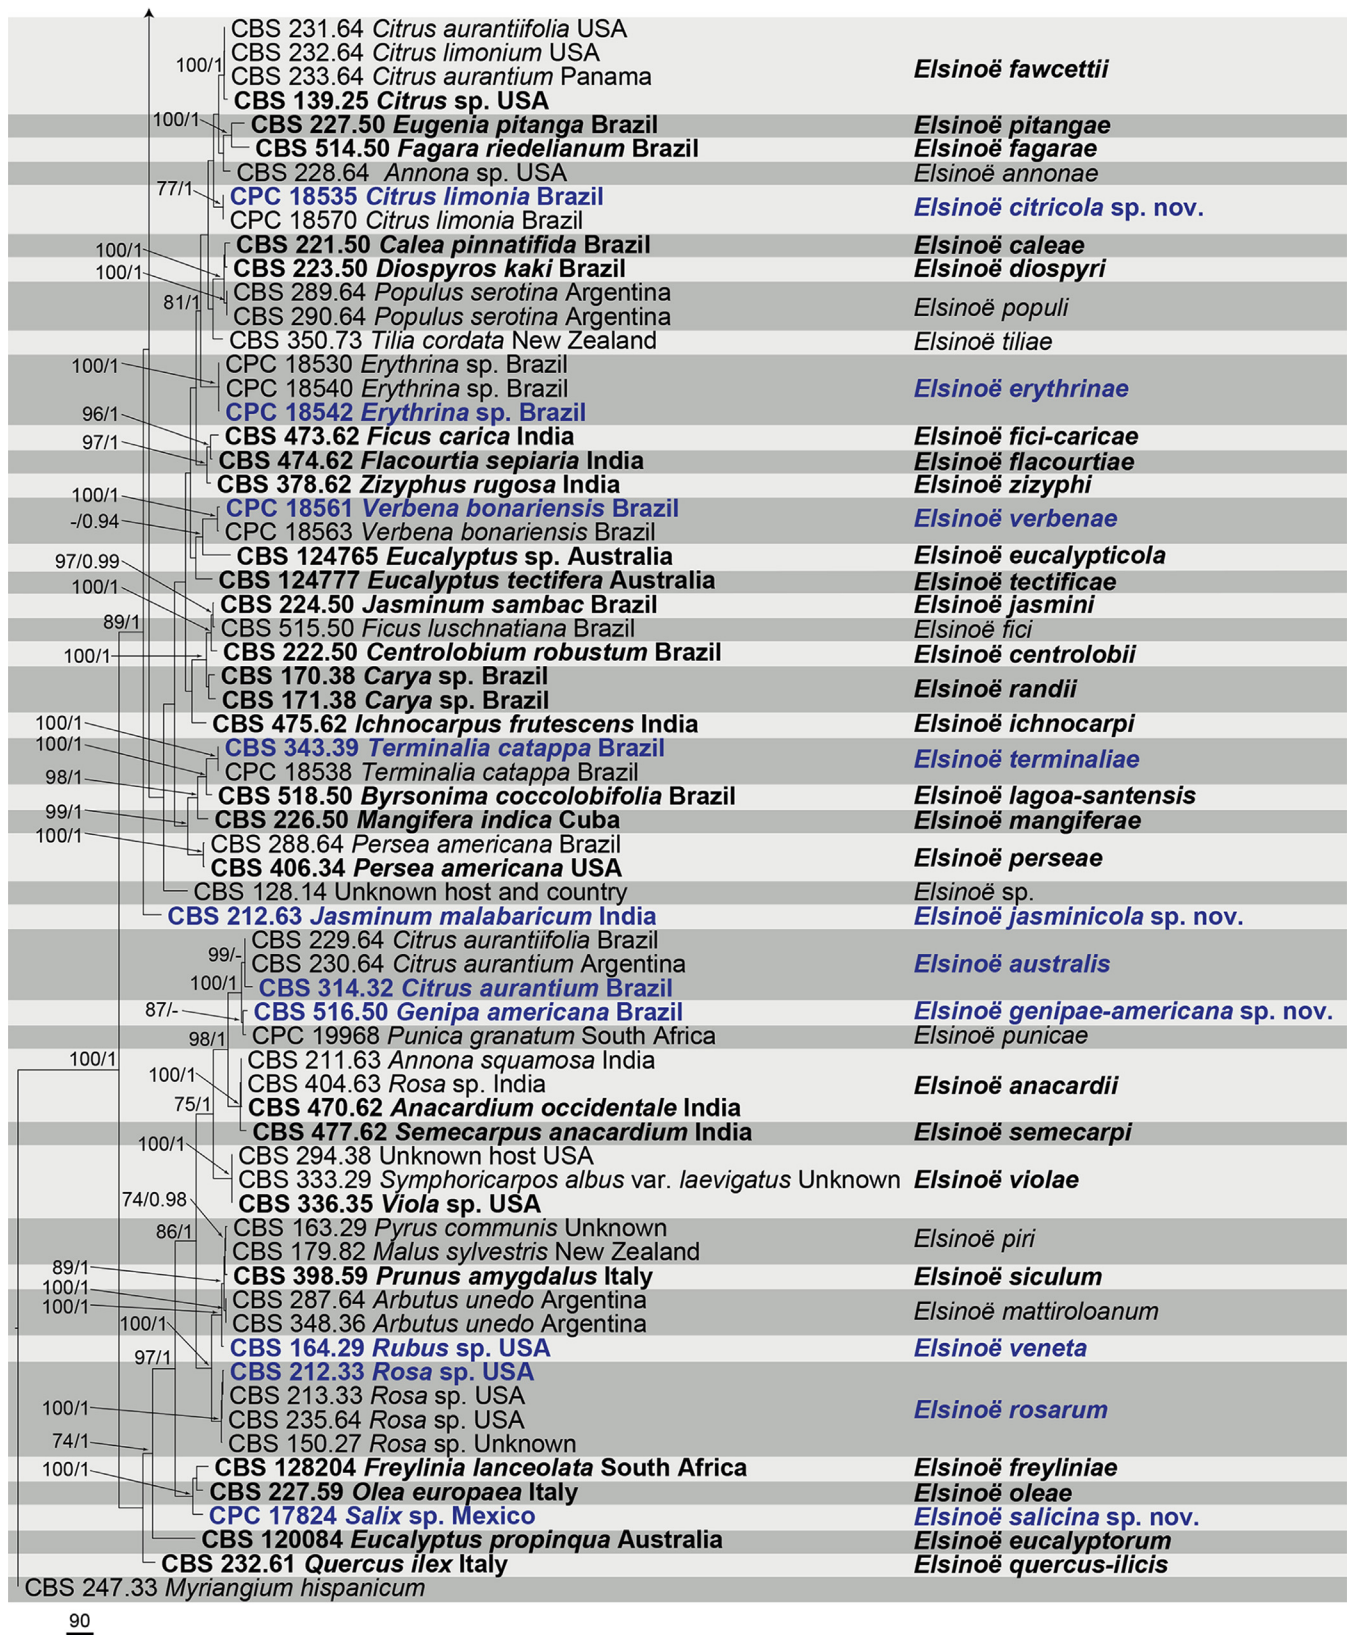 CBS 231.64 Citrus aurantiifolia USA
CBS 232.64 Citrus limonium USA
100/1
CBS 233.64 Citrus aurantium Panama
Elsinoë fawcettii
CBS 139.25 Citrus sp. USA
100/1
CBS 227.50 Eugenia pitanga Brazil Elsinoë pitangae
CBS 514.50 Fagara riedelianum Brazil Elsinoë fagarae
CBS 228.64 Annona sp. USA Elsinoë annonae
77/1
CPC 18535 Citrus limonia Brazil
Elsinoë citricola sp. nov.
CPC 18570 Citrus limonia Brazil
100/1
CBS 221.50 Calea pinnatifida Brazil Elsinoë caleae
100/1
CBS 223.50 Diospyros kaki Brazil Elsinoë diospyri
CBS 289.64 Populus serotina Argentina
81/1
Elsinoë populi
CBS 290.64 Populus serotina Argentina
CBS 350.73 Tilia cordata New Zealand Elsinoë tiliae
100/1
CPC 18530 Erythrina sp. Brazil
CPC 18540 Erythrina sp. Brazil Elsinoë erythrinae
96/1
CPC 18542 Erythrina sp. Brazil
97/1
CBS 473.62 Ficus carica India Elsinoë fici-caricae
CBS 474.62 Flacourtia sepiaria India Elsinoë flacourtiae
CBS 378.62 Zizyphus rugosa India Elsinoë zizyphi
100/1
CPC 18561 Verbena bonariensis Brazil
Elsinoë verbenae
-/0.94
CPC 18563 Verbena bonariensis Brazil
CBS 124765 Eucalyptus sp. Australia Elsinoë eucalypticola
97/0.99
CBS 124777 Eucalyptus tectifera Australia Elsinoë tectificae
100/1
CBS 224.50 Jasminum sambac Brazil Elsinoë jasmini
89/1
CBS 515.50 Ficus luschnatiana Brazil Elsinoë fici
100/1
CBS 222.50 Centrolobium robustum Brazil Elsinoë centrolobii
CBS 170.38 Carya sp. Brazil
Elsinoë randii
CBS 171.38 Carya sp. Brazil
100/1
CBS 475.62 Ichnocarpus frutescens India Elsinoë ichnocarpi
100/1
CBS 343.39 Terminalia catappa Brazil
Elsinoë terminaliae
98/1
CPC 18538 Terminalia catappa Brazil
CBS 518.50 Byrsonima coccolobifolia Brazil Elsinoë lagoa-santensis
99/1
CBS 226.50 Mangifera indica Cuba Elsinoë mangiferae
100/1
CBS 288.64 Persea americana Brazil
Elsinoë perseae
CBS 406.34 Persea americana USA
CBS 128.14 Unknown host and country Elsinoë sp.
CBS 212.63 Jasminum malabaricum India Elsinoë jasminicola sp. nov.
CBS 229.64 Citrus aurantiifolia Brazil
99/-
CBS 230.64 Citrus aurantium Argentina Elsinoë australis
100/1
CBS 314.32 Citrus aurantium Brazil
87/-
CBS 516.50 Genipa americana Brazil Elsinoë genipae-americana sp. nov.
98/1
CPC 19968 Punica granatum South Africa Elsinoë punicae
100/1
CBS 211.63 Annona squamosa India
100/1
CBS 404.63 Rosa sp. India Elsinoë anacardii
75/1
CBS 470.62 Anacardium occidentale India
CBS 477.62 Semecarpus anacardium India Elsinoë semecarpi
100/1
CBS 294.38 Unknown host USA
CBS 333.29 Symphoricarpos albus var. laevigatus Unknown Elsinoë violae
74/0.98
CBS 336.35 Viola sp. USA
86/1
CBS 163.29 Pyrus communis Unknown
Elsinoë piri
CBS 179.82 Malus sylvestris New Zealand
89/1
CBS 398.59 Prunus amygdalus Italy Elsinoë siculum
100/1
CBS 287.64 Arbutus unedo Argentina
100/1
Elsinoë mattiroloanum
100/1
CBS 348.36 Arbutus unedo Argentina
CBS 164.29 Rubus sp. USA Elsinoë veneta
97/1
CBS 212.33 Rosa sp. USA
CBS 213.33 Rosa sp. USA
Elsinoë rosarum
100/1
CBS 235.64 Rosa sp. USA
74/1
CBS 150.27 Rosa sp. Unknown
100/1
CBS 128204 Freylinia lanceolata South Africa Elsinoë freyliniae
CBS 227.59 Olea europaea Italy Elsinoë oleae
CPC 17824 Salix sp. Mexico Elsinoë salicina sp. nov.
CBS 120084 Eucalyptus propinqua Australia Elsinoë eucalyptorum
CBS 232.61 Quercus ilex Italy Elsinoë quercus-ilicis
CBS 247.33 Myriangium hispanicum
90